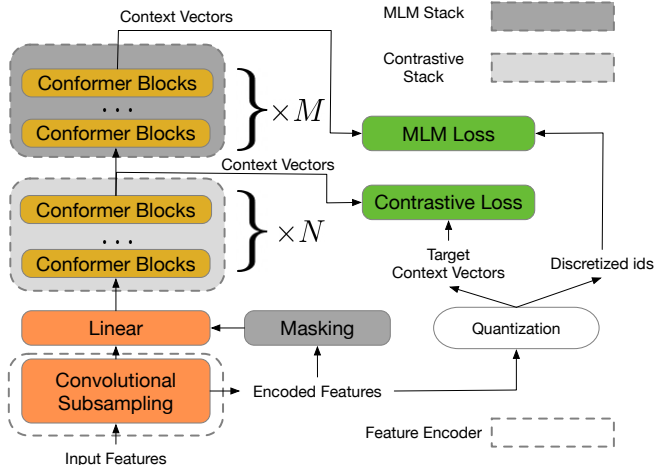 Context Vectors
MLM Stack
Contrastive
Stack
Conformer Blocks
. . .
Conformer Blocks
×M
MLM Loss
Context Vectors
Conformer Blocks
. . .
Conformer Blocks
×N
Contrastive Loss
Target
Context Vectors
Discretized ids
Linear
Masking
Quantization
Convolutional
Subsampling
Encoded Features
Feature Encoder
Input Features